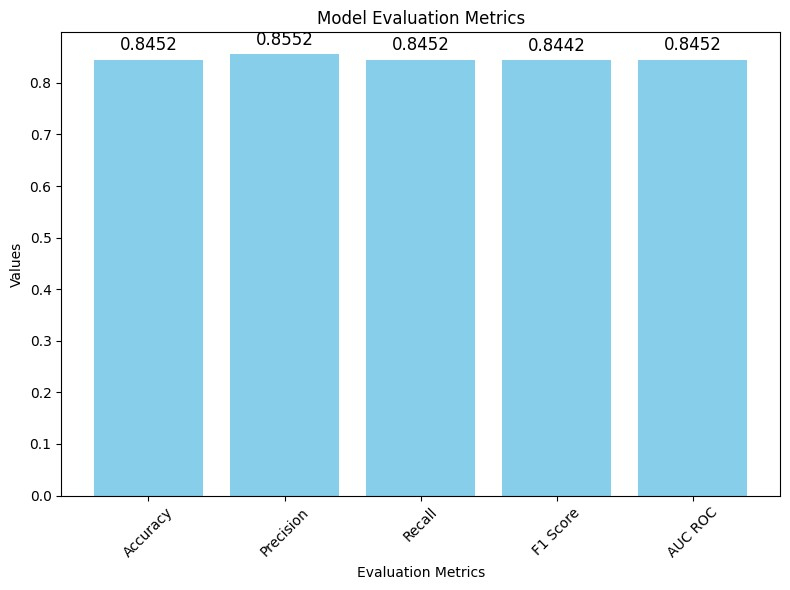 Model Evaluation Metrics
0.8452
0.8552
0.8452
0.8442
0.8452
0.8
0.7
0.6
0.5
0.4
0.3
0.2
0.1
0.0
Values
Accuracy
Precision
Recall
F1 Score
AUC ROC
Evaluation Metrics